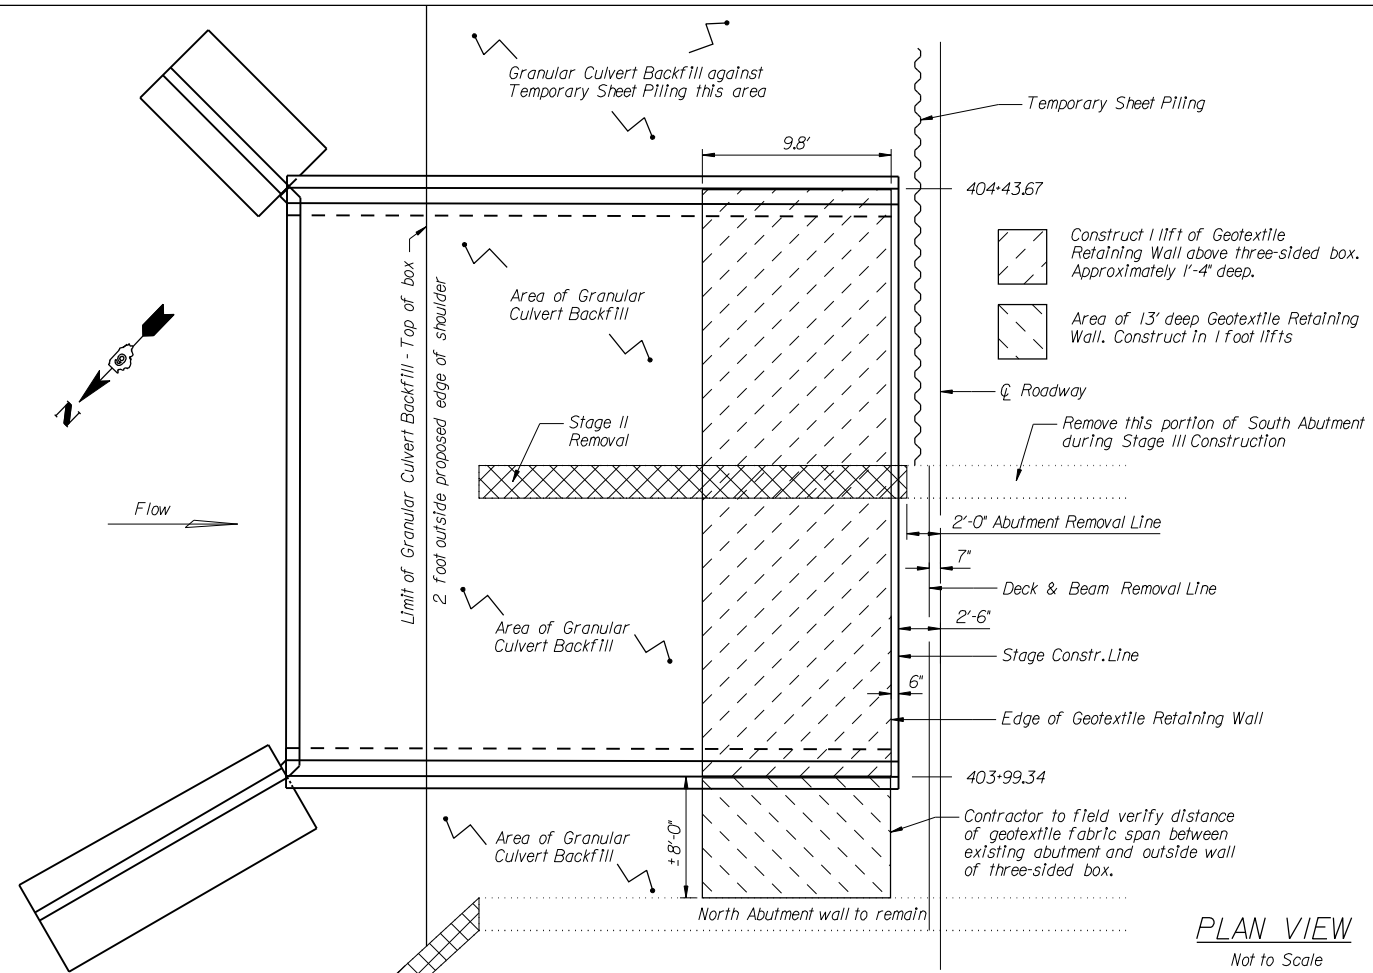 Granular Culvert Backfill against
Temporary Sheet Piling this area
Temporary Sheet Piling
9.8'
404+43.67
Construct 1 lift of Geotextile
Retaining Wall above three-sided box.
Approximately 1'-4" deep.
Area of 13' deep Geotextile Retaining
Wall. Construct in 1 foot lifts
Area of Granular
Culvert Backfill
Limit of Granular Culvert Backfill - Top of box
2 foot outside proposed edge of shoulder
N
℄ Roadway
Stage II
Removal
Remove this portion of South Abutment
during Stage III Construction
Flow
2'-0" Abutment Removal Line
7"
Deck & Beam Removal Line
2'-6"
Area of Granular
Culvert Backfill
Stage Constr. Line
6"
Edge of Geotextile Retaining Wall
403+99.34
±8'-0"
Area of Granular
Culvert Backfill
Contractor to field verify distance
of geotextile fabric span between
existing abutment and outside wall
of three-sided box.
North Abutment wall to remain
PLAN VIEW
Not to Scale